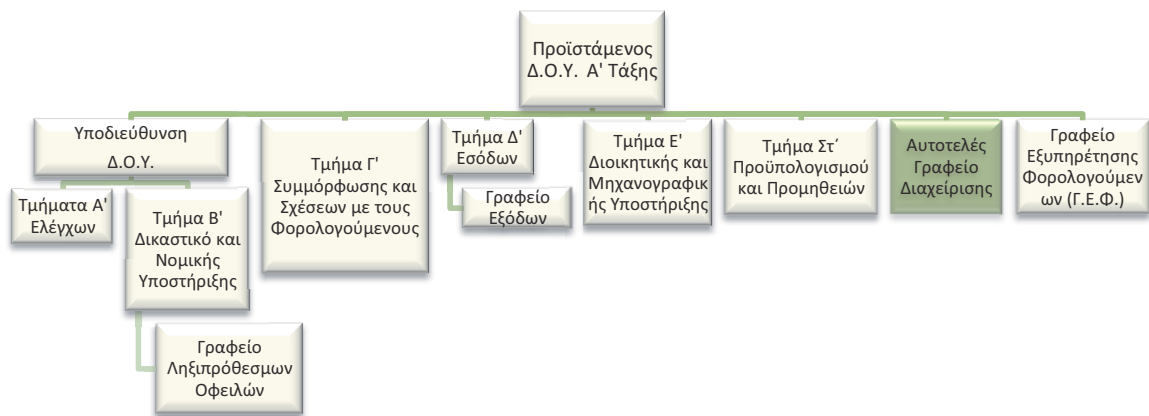 Προϊστάμενος
Δ.Ο.Υ. Α' Τάξης
Υποδιεύθυνση
Δ.Ο.Υ.
Τμήματα Α'
Ελέγχων
Τμήμα Β'
Δικαστικό και
Νομικής
Υποστήριξης
Γραφείο
Ληξιπρόθεσμων
Οφειλών
Τμήμα Γ'
Συμμόρφωσης και
Σχέσεων με τους
Φορολογούμενους
Τμήμα Δ'
Εσόδων
Γραφείο
Εξόδων
Τμήμα Ε'
Διοικητικής και
Μηχανογραφικ
ής Υποστήριξης
Τμήμα Στ΄
Προϋπολογισμού
και Προμηθειών
Αυτοτελές
Γραφείο
Διαχείρισης
Γραφείο
Εξυπηρέτησης
Φορολογούμεν
ων (Γ.Ε.Φ.)